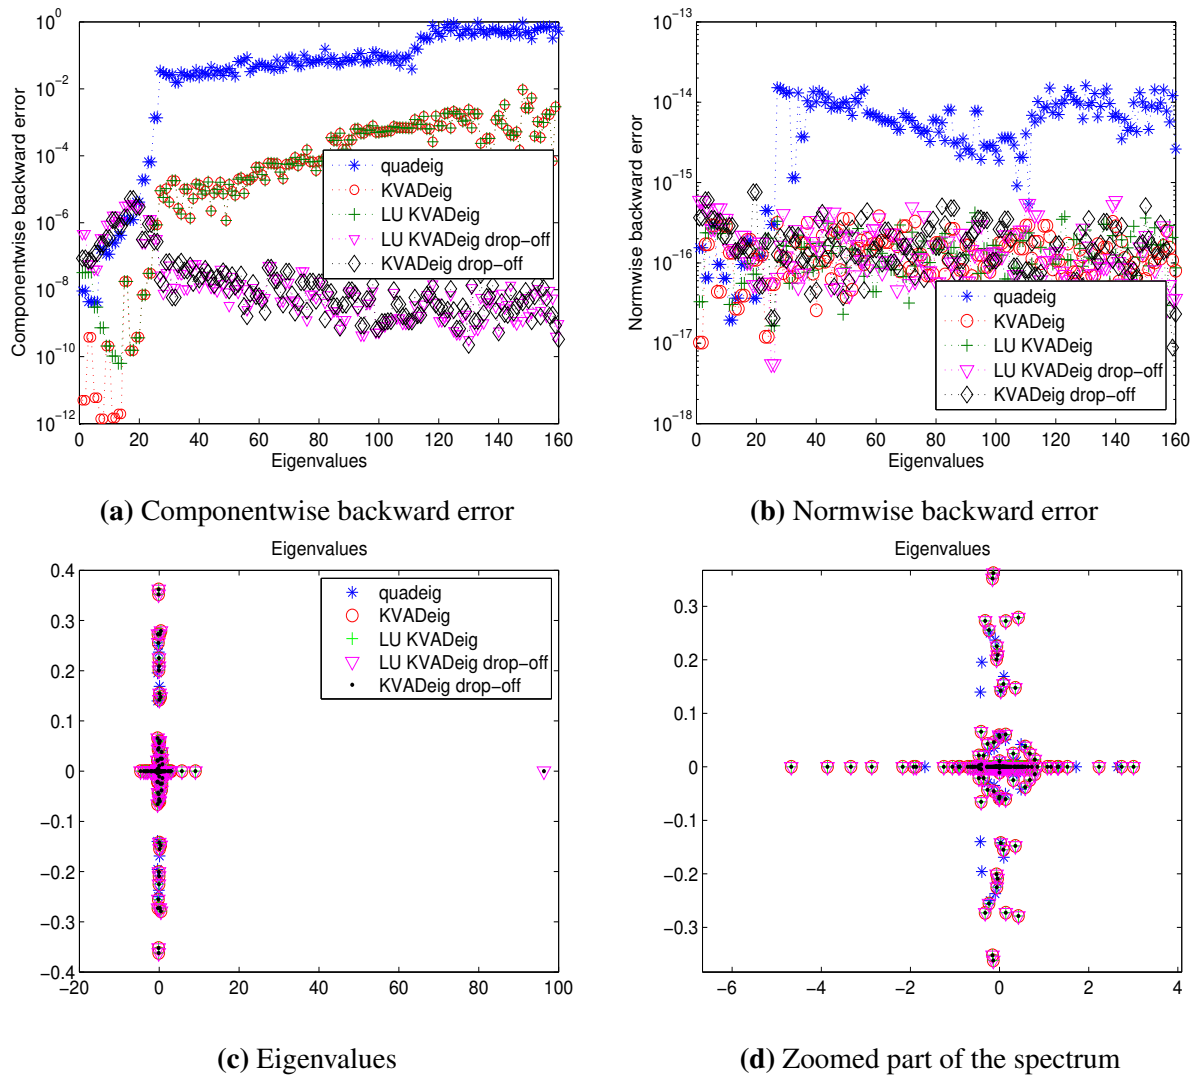 10^0
10^-2
10^-4
10^-6
10^-8
10^-10
10^-12
Componentwise backward error
0 20 40 60 80 100 120 140 160
Eigenvalues
quadeig
KVADeig
LU KVADeig
LU KVADeig drop-off
KVADeig drop-off
(a) Componentwise backward error
10^-13
10^-14
10^-15
10^-16
10^-17
10^-18
Normwise backward error
0 20 40 60 80 100 120 140 160
Eigenvalues
quadeig
KVADeig
LU KVADeig
LU KVADeig drop-off
KVADeig drop-off
(b) Normwise backward error
Eigenvalues
0.4
0.3
0.2
0.1
0
-0.1
-0.2
-0.3
-0.4
-20 0 20 40 60 80 100
quadeig
KVADeig
LU KVADeig
LU KVADeig drop-off
KVADeig drop-off
(c) Eigenvalues
Eigenvalues
0.3
0.2
0.1
0
-0.1
-0.2
-0.3
-6 -4 -2 0 2 4
(d) Zoomed part of the spectrum